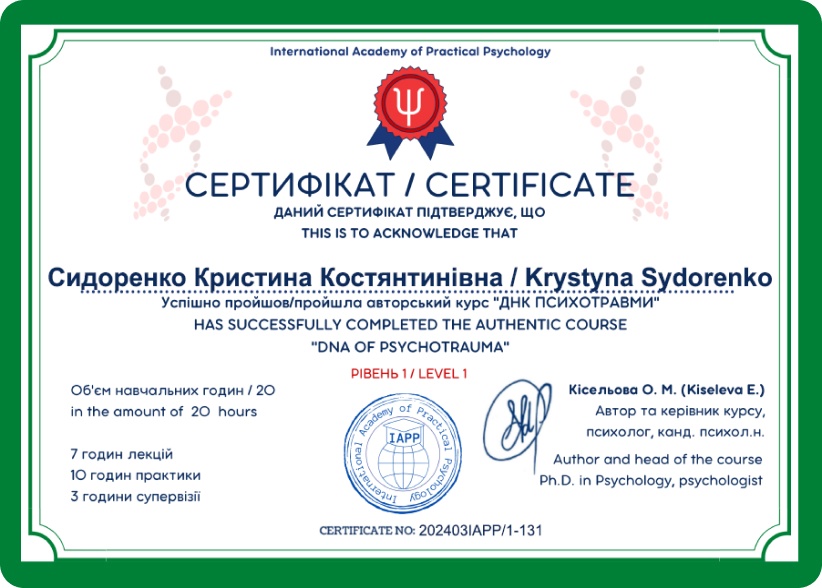 International Academy of Practical Psychology
Ψ
СЕРТИФІКАТ / CERTIFICATE
ДАНИЙ СЕРТИФІКАТ ПІДТВЕРДЖУЄ, ЩО
THIS IS TO ACKNOWLEDGE THAT
Сидоренко Кристина Костянтинівна / Krystyna Sydorenko
Успішно пройшов/пройшла авторський курс "ДНК ПСИХОТРАВМИ"
HAS SUCCESSFULLY COMPLETED THE AUTHENTIC COURSE
"DNA OF PSYCHOTRAUMA"
РІВЕНЬ 1 / LEVEL 1
Об'єм навчальних годин / 20
in the amount of 20 hours
7 годин лекцій
10 годин практики
3 години супервізії
International Academy of Practical Psychology
IAPP
Кісельова О. М. (Kiseleva E.)
Автор та керівник курсу,
психолог, канд. психол.н.
Author and head of the course
Ph.D. in Psychology, psychologist
CERTIFICATE NO: 202403IAPP/1-131